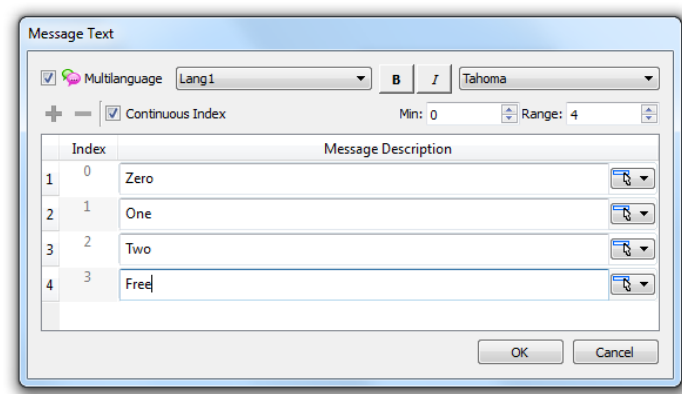 Message Text
Multilanguage Lang1 B I Tahoma
Continuous Index Min: 0 Range: 4
Index Message Description
1 0 Zero
2 1 One
3 2 Two
4 3 Free
OK Cancel